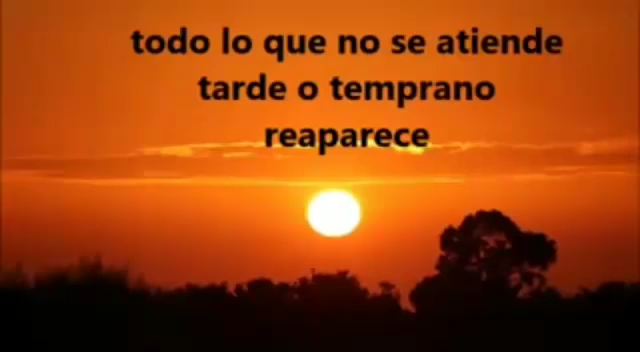 todo lo que no se atiende
tarde o temprano
reaparece